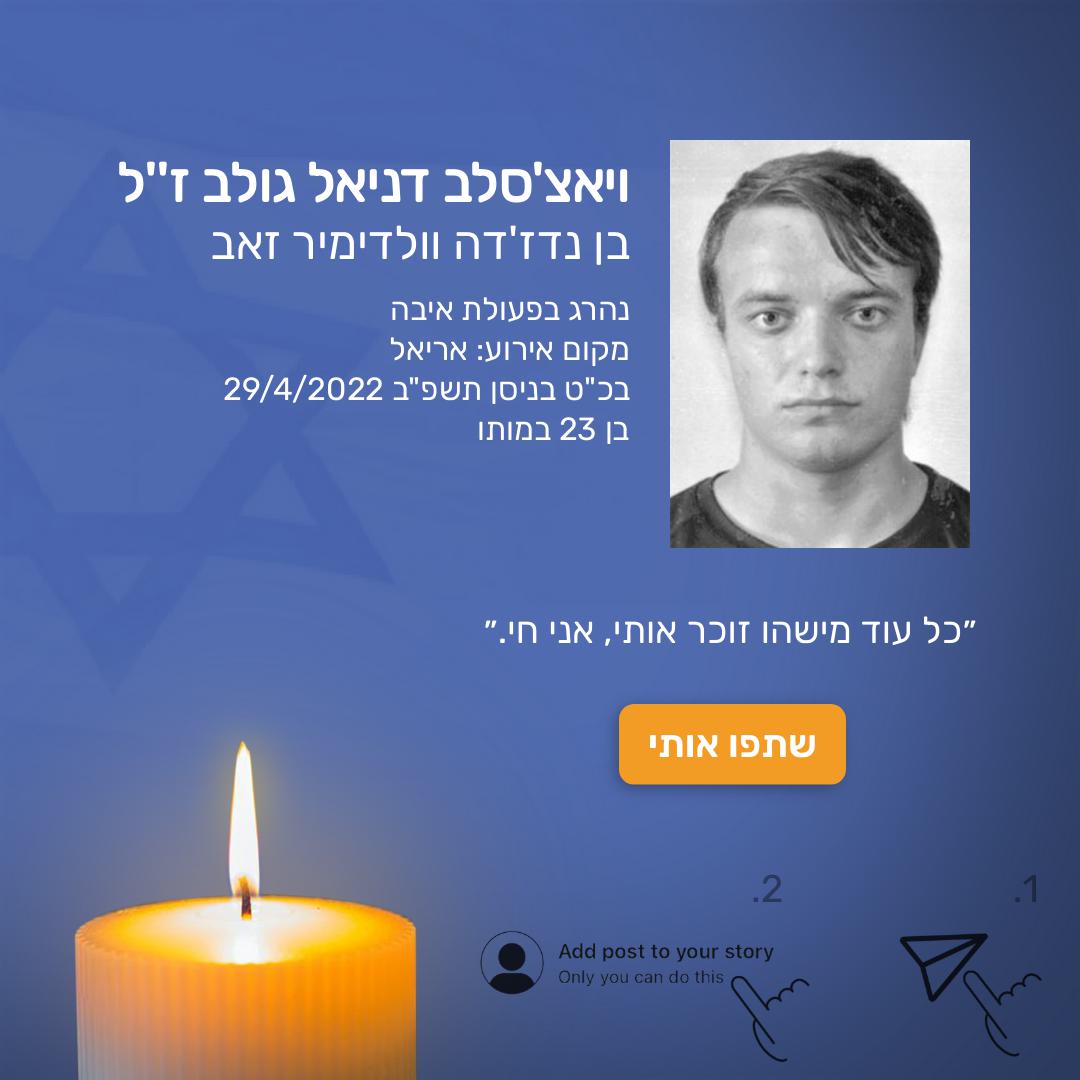 ויאצ'סלב דניאל גולב ז''ל
בן נדז'דה וולדימיר זאב
נהרג בפעולת איבה
מקום אירוע: אריאל
בכ"ט בניסן תשפ"ב 29/4/2022
בן 23 במותו
״כל עוד מישהו זוכר אותי, אני חי.״
שתפו אותי
1.
2.
Add post to your story
Only you can do this